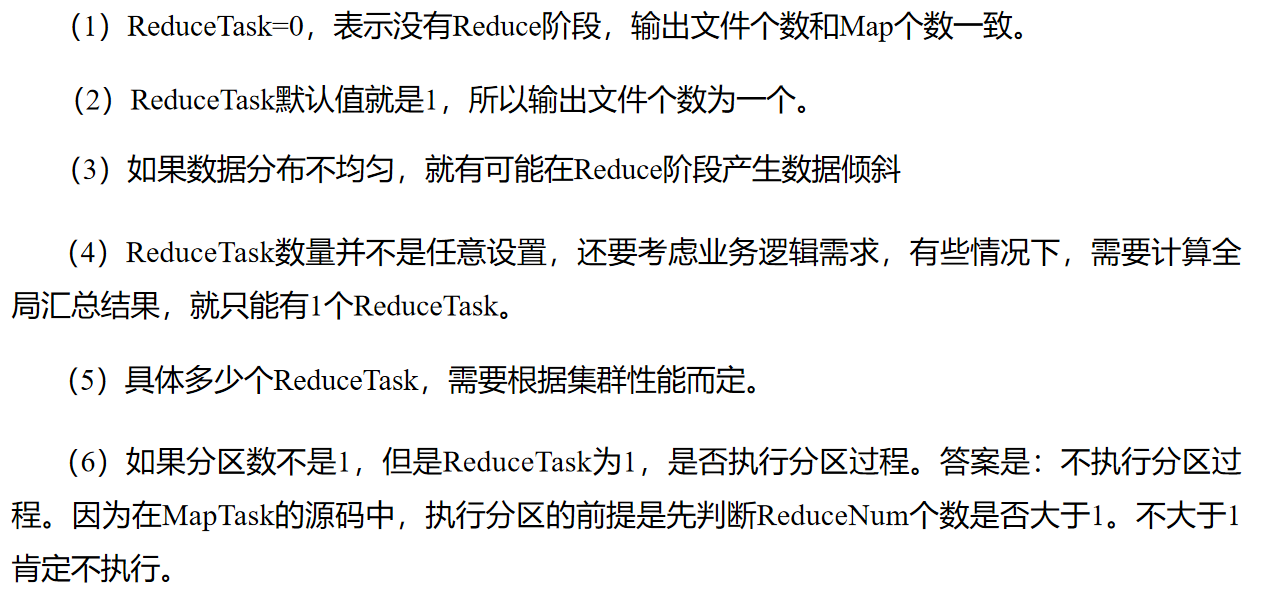 （1）ReduceTask=0，表示没有Reduce阶段，输出文件个数和Map个数一致。
（2）ReduceTask默认值就是1，所以输出文件个数为一个。
（3）如果数据分布不均匀，就有可能在Reduce阶段产生数据倾斜
（4）ReduceTask数量并不是任意设置，还要考虑业务逻辑需求，有些情况下，需要计算全
局汇总结果，就只能有1个ReduceTask。
（5）具体多少个ReduceTask，需要根据集群性能而定。
（6）如果分区数不是1，但是ReduceTask为1，是否执行分区过程。答案是：不执行分区过
程。因为在MapTask的源码中，执行分区的前提是先判断ReduceNum个数是否大于1。不大于1
肯定不执行。